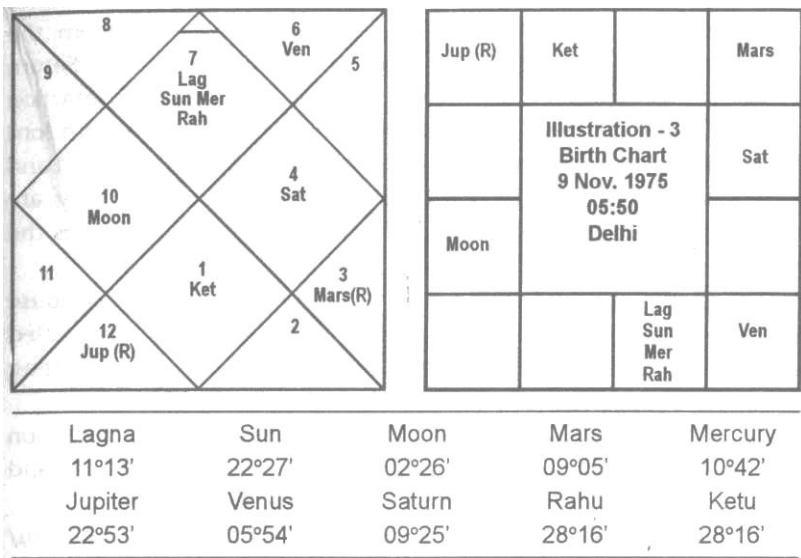 8
6
Ven
9
7
Lag
Sun Mer
Rah
5
10
Moon
4
Sat
11
1
Ket
3
Mars(R)
12
Jup (R)
2
Jup (R)
Ket
Mars
Illustration - 3
Birth Chart
9 Nov. 1975
05:50
Delhi
Sat
Moon
Lag
Sun
Mer
Rah
Ven
Lagna Sun Moon Mars Mercury
11°13' 22°27' 02°26' 09°05' 10°42'
Jupiter Venus Saturn Rahu Ketu
22°53' 05°54' 09°25' 28°16' 28°16'